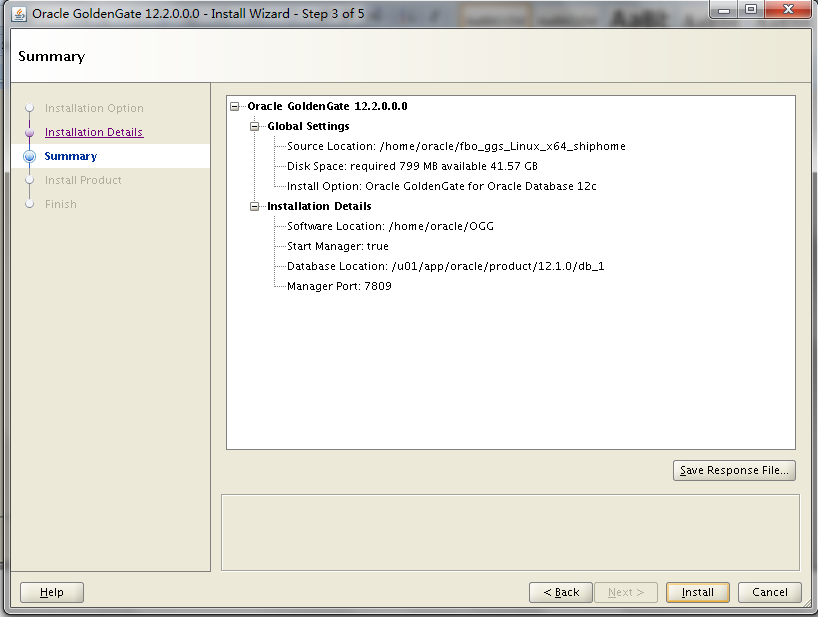 Oracle GoldenGate 12.2.0.0.0 - Install Wizard - Step 3 of 5
Summary
Installation Option
Installation Details
Summary
Install Product
Finish
Oracle GoldenGate 12.2.0.0.0
Global Settings
Source Location: /home/oracle/fbo_ggs_Linux_x64_shiphome
Disk Space: required 799 MB available 41.57 GB
Install Option: Oracle GoldenGate for Oracle Database 12c
Installation Details
Software Location: /home/oracle/OGG
Start Manager: true
Database Location: /u01/app/oracle/product/12.1.0/db_1
Manager Port: 7809
Save Response File...
Help
< Back
Next >
Install
Cancel